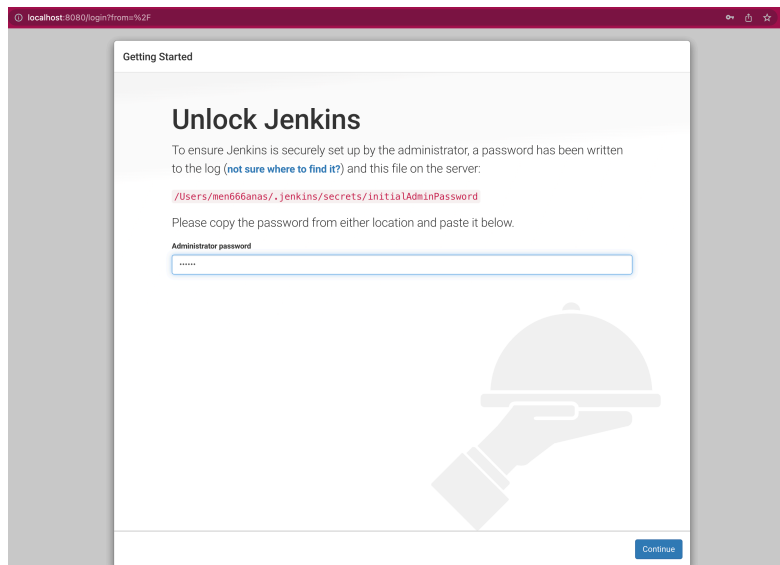 localhost:8080/login?from=%2F
Getting Started
Unlock Jenkins
To ensure Jenkins is securely set up by the administrator, a password has been written
to the log (not sure where to find it?) and this file on the server:
/Users/men666anas/.jenkins/secrets/initialAdminPassword
Please copy the password from either location and paste it below.
Administrator password
••••••
Continue